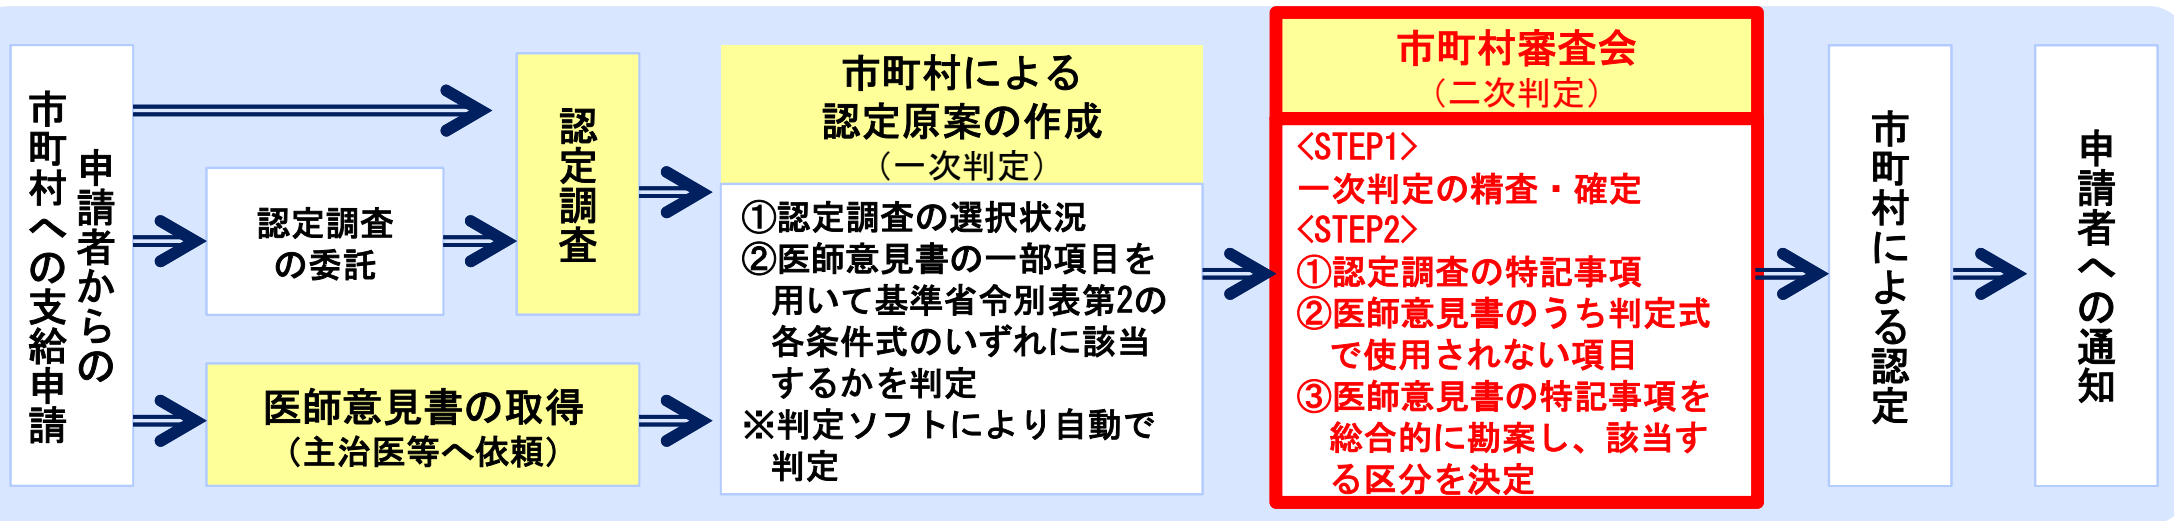 申請者からの
市町村への支給申請
認定調査
の委託
認定調査
医師意見書の取得
（主治医等へ依頼）
市町村による
認定原案の作成
（一次判定）
①認定調査の選択状況
②医師意見書の一部項目を
用いて基準省令別表第2の
各条件式のいずれに該当
するかを判定
※判定ソフトにより自動で
判定
市町村審査会
（二次判定）
<STEP1>
一次判定の精査・確定
<STEP2>
①認定調査の特記事項
②医師意見書のうち判定式
で使用されない項目
③医師意見書の特記事項を
総合的に勘案し、該当す
る区分を決定
市町村による認定
申請者への通知